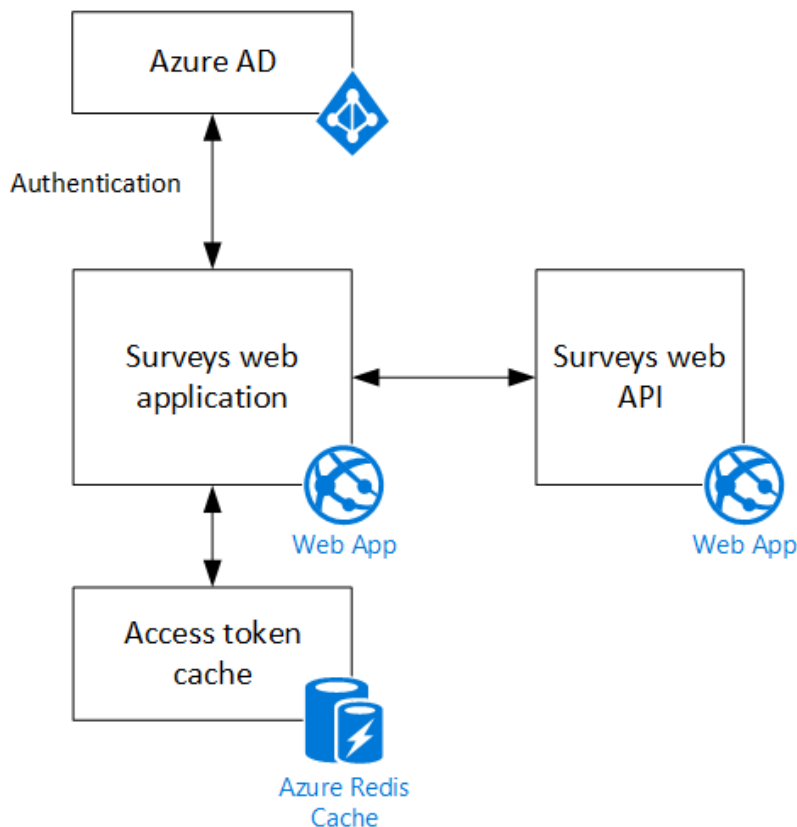 Azure AD
Authentication
Surveys web
application
Web App
Surveys web
API
Web App
Access token
cache
Azure Redis
Cache